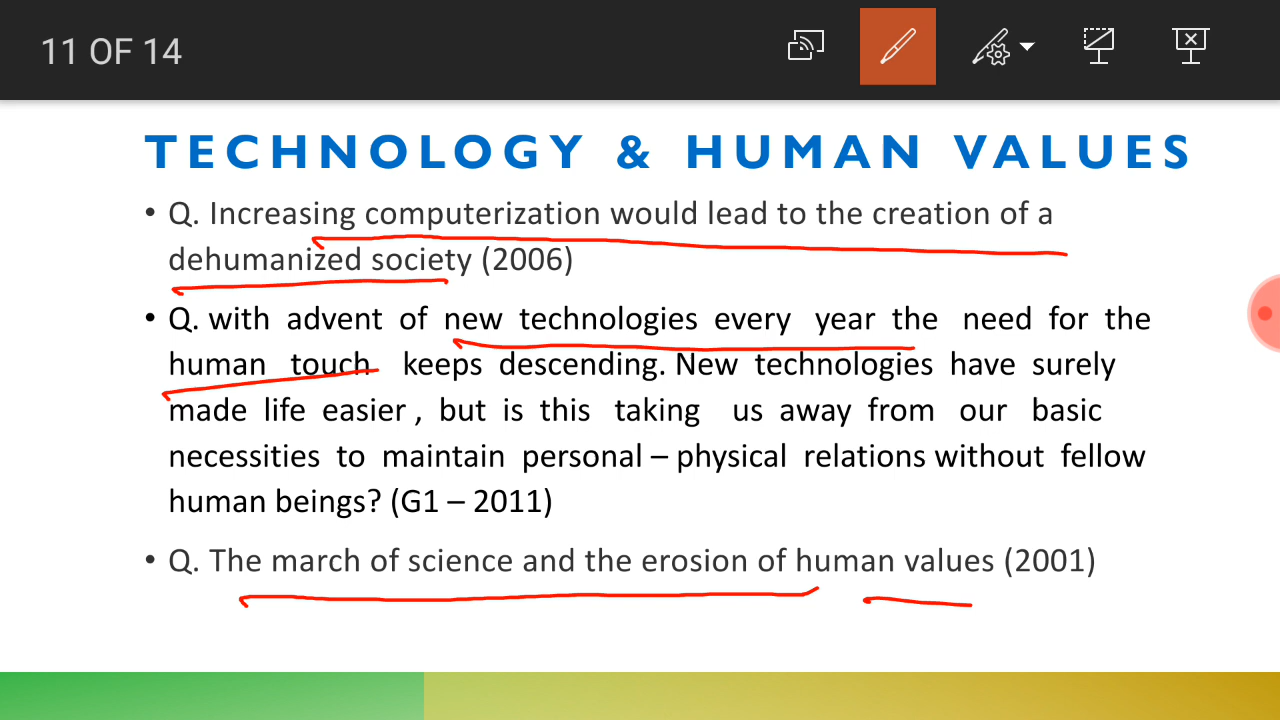 11 OF 14
TECHNOLOGY & HUMAN VALUES
• Q. Increasing computerization would lead to the creation of a
dehumanized society (2006)
• Q. with advent of new technologies every year the need for the
human touch keeps descending. New technologies have surely
made life easier , but is this taking us away from our basic
necessities to maintain personal – physical relations without fellow
human beings? (G1 – 2011)
• Q. The march of science and the erosion of human values (2001)